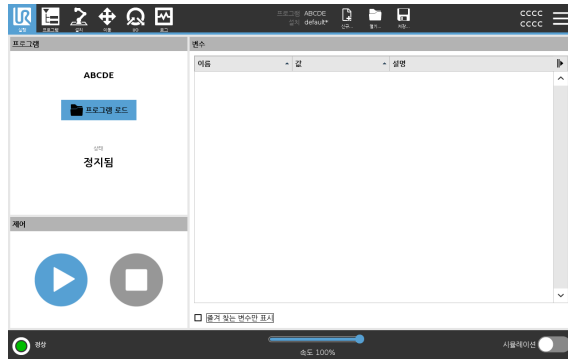 UR
실행 프로그램 설치 이동 I/O 로그
프로그램 ABCDE
설치 default*
신규... 열기... 저장...
CCCC
CCCC
프로그램
변수
ABCDE
프로그램 로드
상태
정지됨
이름 값 설명
제어
즐겨 찾는 변수만 표시
정상
속도 100%
시뮬레이션